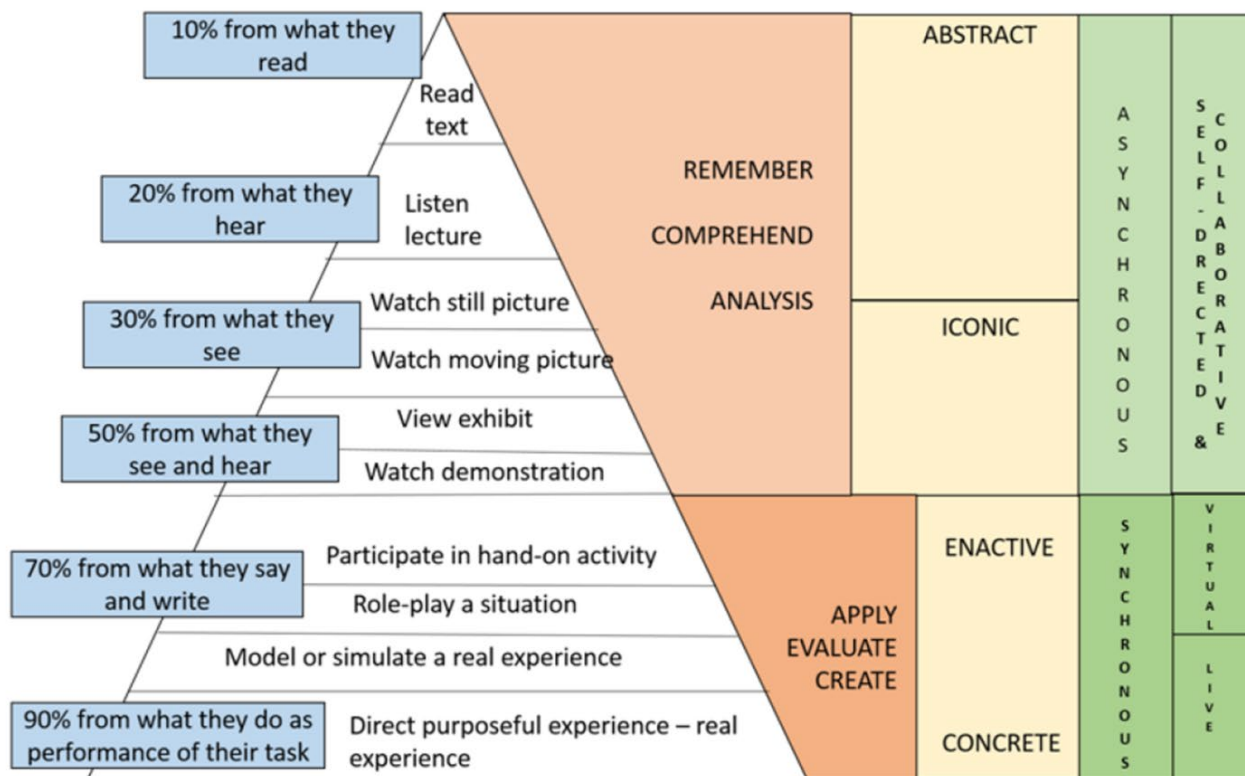 10% from what they
read
Read
text
20% from what they
hear
Listen
lecture
Watch still picture
30% from what they
see
Watch moving picture
View exhibit
50% from what they
see and hear
Watch demonstration
Participate in hand-on activity
70% from what they say
and write
Role-play a situation
Model or simulate a real experience
90% from what they do as
performance of their task
Direct purposeful experience – real
experience
REMEMBER
COMPREHEND
ANALYSIS
APPLY
EVALUATE
CREATE
ABSTRACT
ICONIC
ENACTIVE
CONCRETE
ASYNCHRONOUS
SYNCHRONOUS
SELF-DRECTED &
COLLABORATIVE
VIRTUAL
LIVE